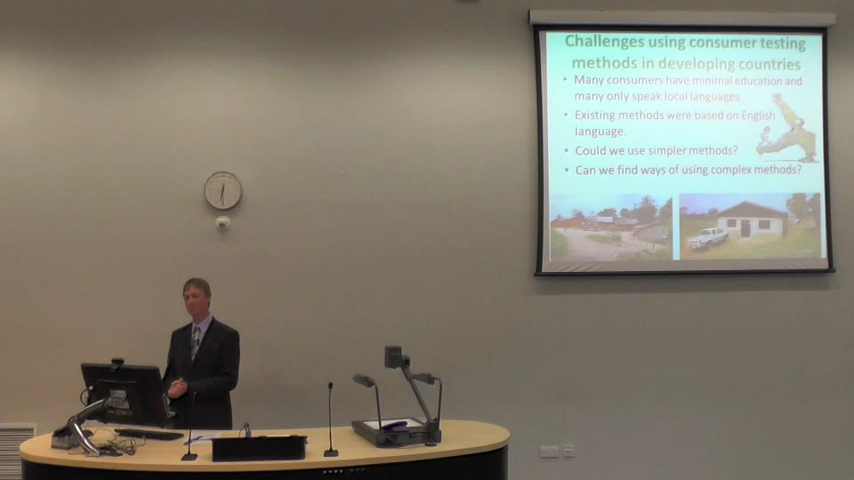 Challenges using consumer testing
methods in developing countries
• Many consumers have minimal education and
many only speak local languages
• Existing methods were based on English
language.
• Could we use simpler methods?
• Can we find ways of using complex methods?